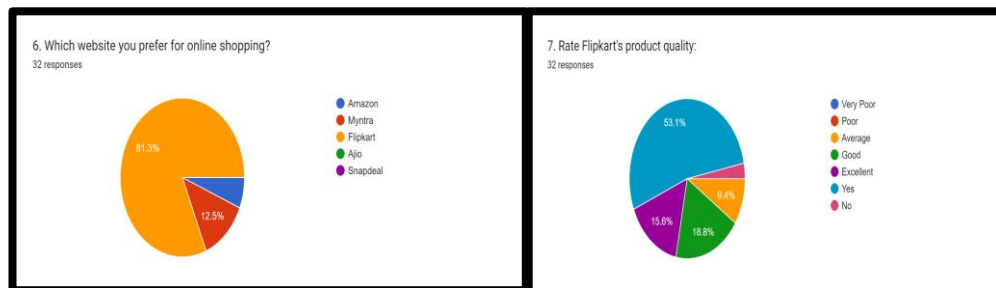 6. Which website you prefer for online shopping?
32 responses
81.3%
12.5%
Amazon
Myntra
Flipkart
Ajio
Snapdeal
7. Rate Flipkart's product quality:
32 responses
53.1%
9.4%
15.6%
18.8%
Very Poor
Poor
Average
Good
Excellent
Yes
No